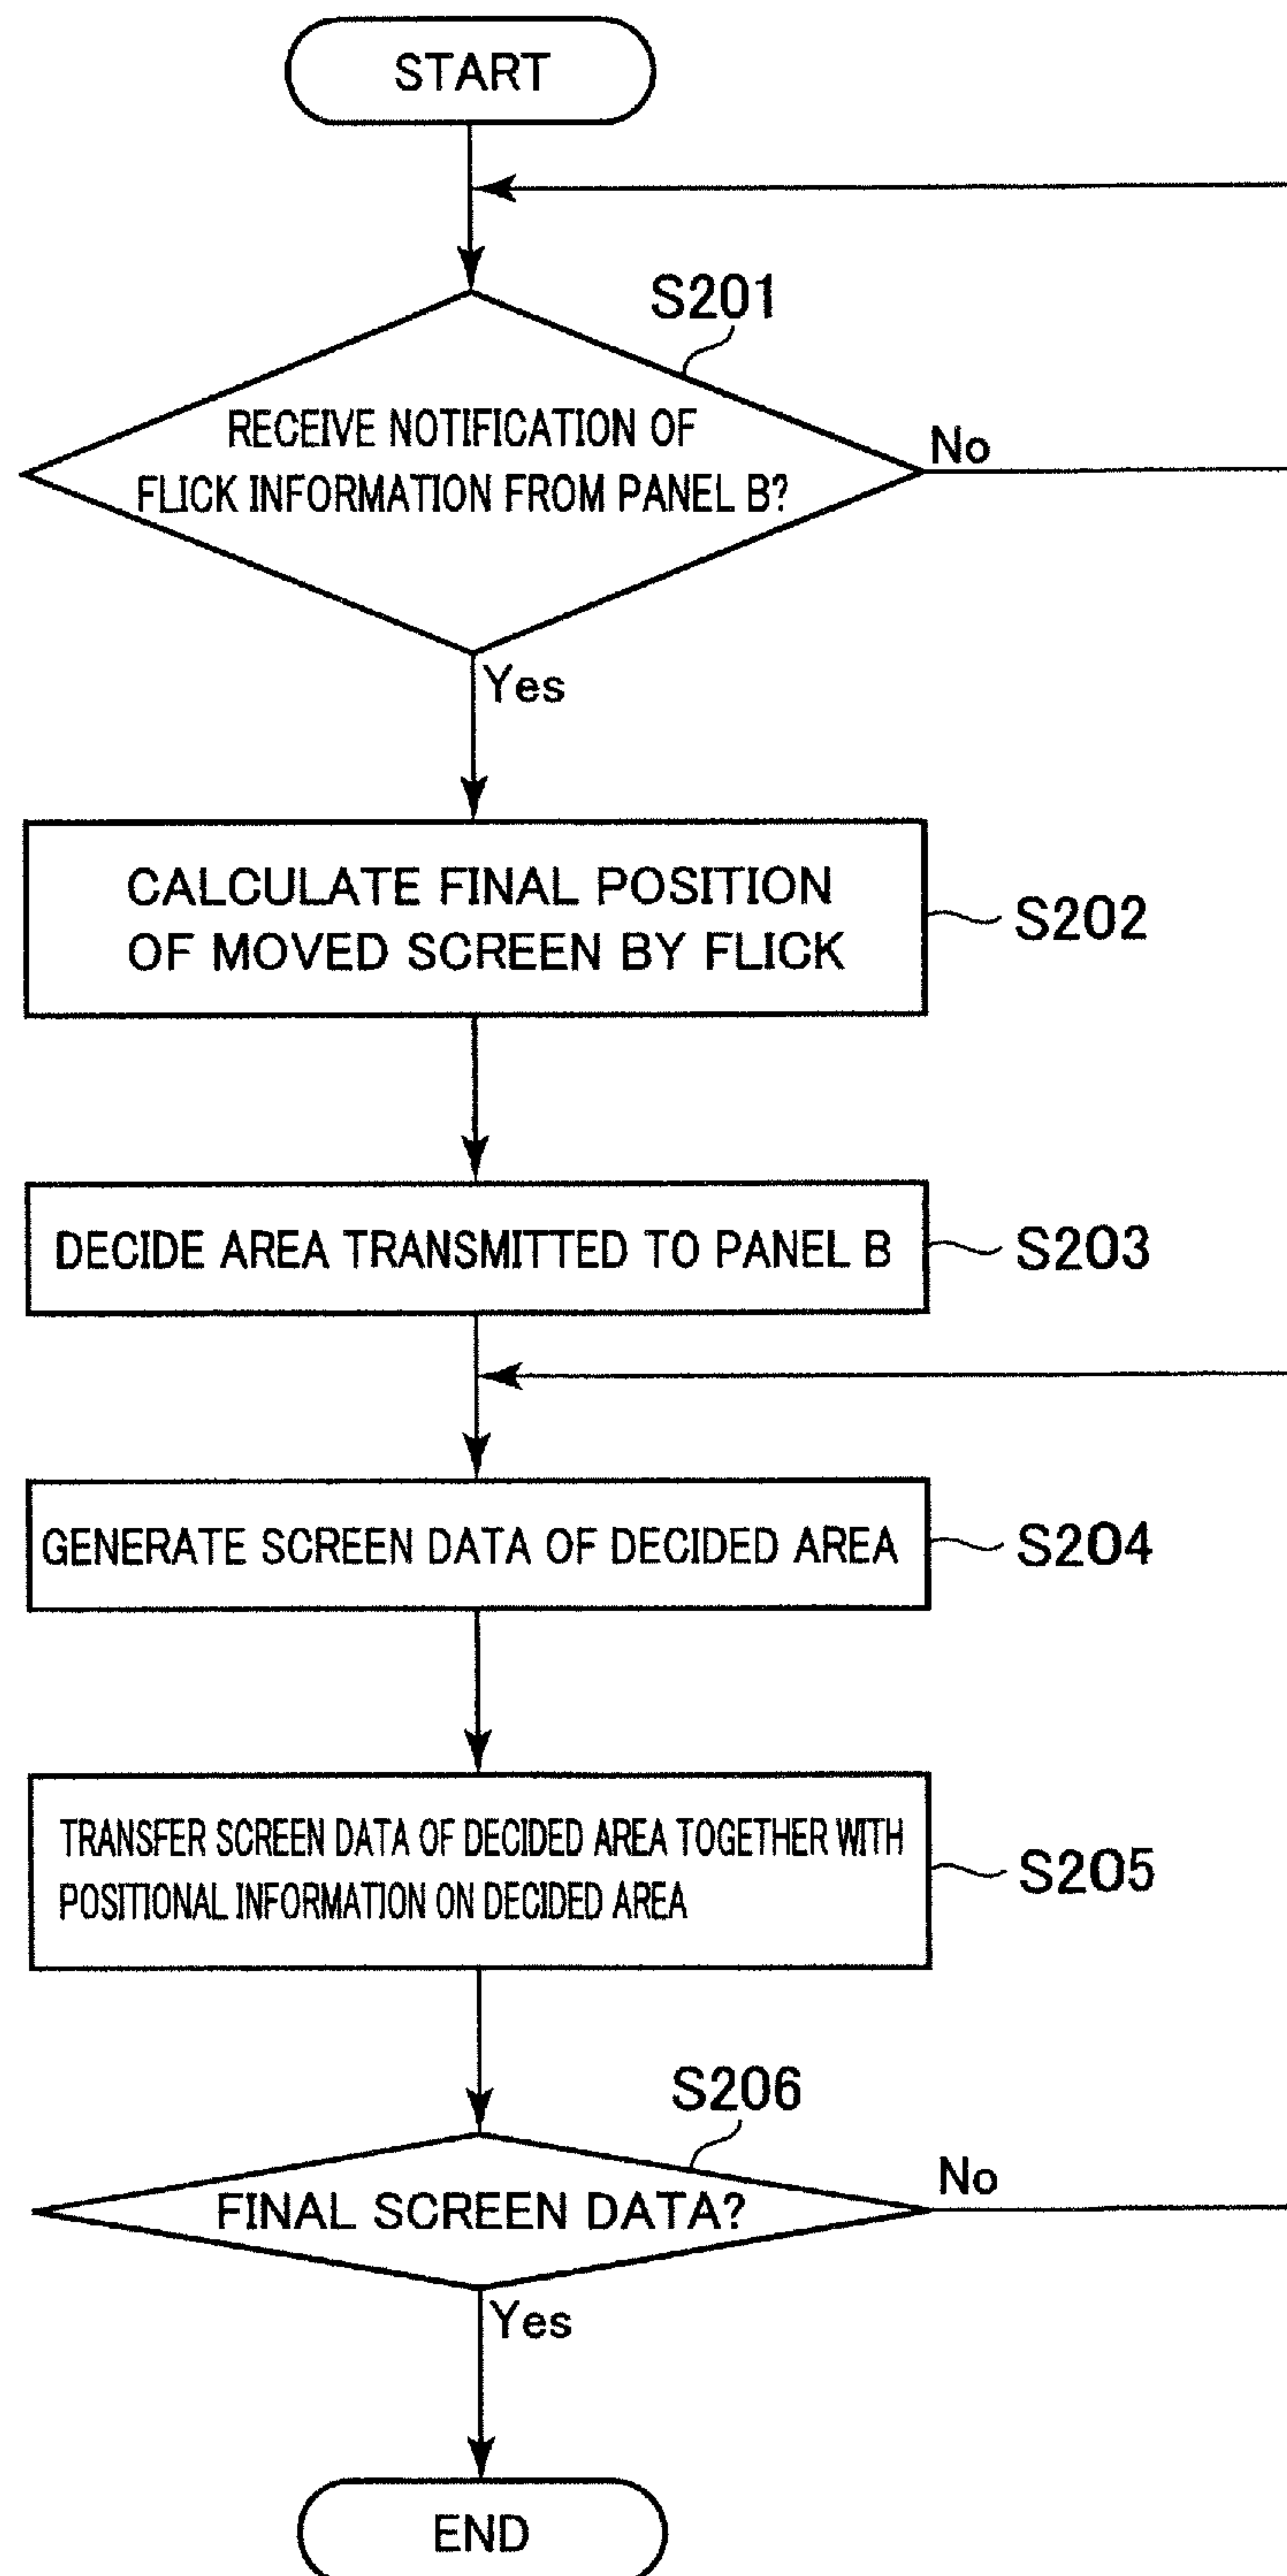 START
S201
RECEIVE NOTIFICATION OF
FLICK INFORMATION FROM PANEL B?
No
Yes
CALCULATE FINAL POSITION
OF MOVED SCREEN BY FLICK
S202
DECIDE AREA TRANSMITTED TO PANEL B
S203
GENERATE SCREEN DATA OF DECIDED AREA
S204
TRANSFER SCREEN DATA OF DECIDED AREA TOGETHER WITH
POSITIONAL INFORMATION ON DECIDED AREA
S205
S206
FINAL SCREEN DATA?
No
Yes
END